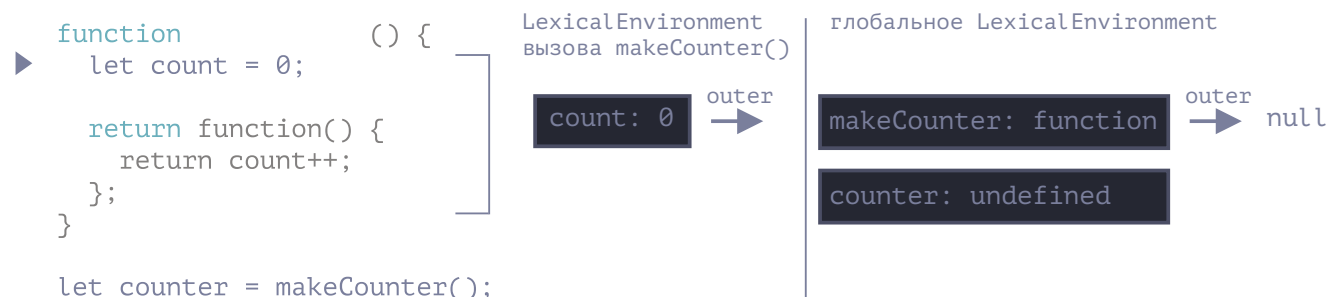 function () {
let count = 0;
return function() {
return count++;
};
}
let counter = makeCounter();
LexicalEnvironment
вызова makeCounter()
count: 0
outer
глобальное LexicalEnvironment
makeCounter: function
outer
null
counter: undefined